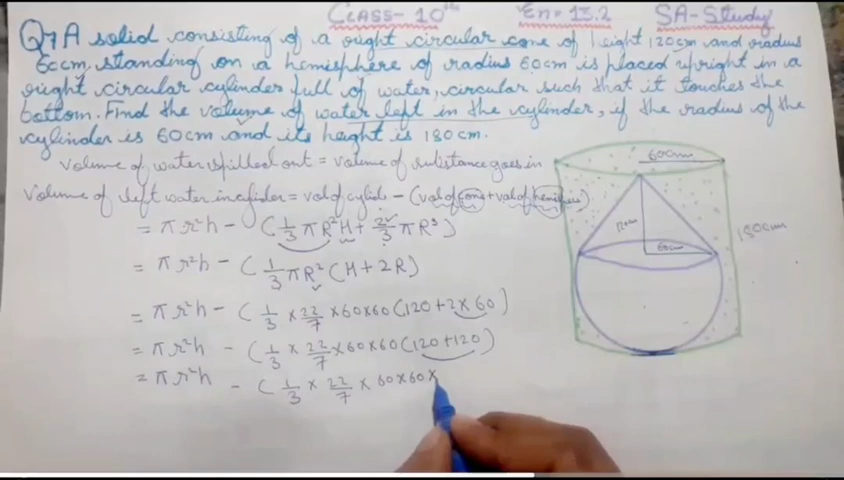 CLASS-10th Ex= 13.2 SA-Study
Q7 A solid consisting of a right circular cone of height 120cm and radius
60cm standing on a hemisphere of radius 60cm is placed upright in a
right circular cylinder full of water, circular such that it touches the
bottom. Find the volume of water left in the cylinder, if the radius of the
cylinder is 60cm and its height is 180cm.
volume of water spilled out = volume of substance goes in
Volume of left water in cylinder = vol of cylide - (vol of cone + vol of hemisphere)
= πr²h - (1/3 πR²H + 2/3 πR³)
= πr²h - (1/3 πR² (H + 2R)
= πr²h - (1/3 × 22/7 × 60×60 (120 + 2×60)
= πr²h - (1/3 × 22/7 × 60×60 (120+120)
= πr²h - (1/3 × 22/7 × 60×60×
60cm
120cm
60cm
180cm